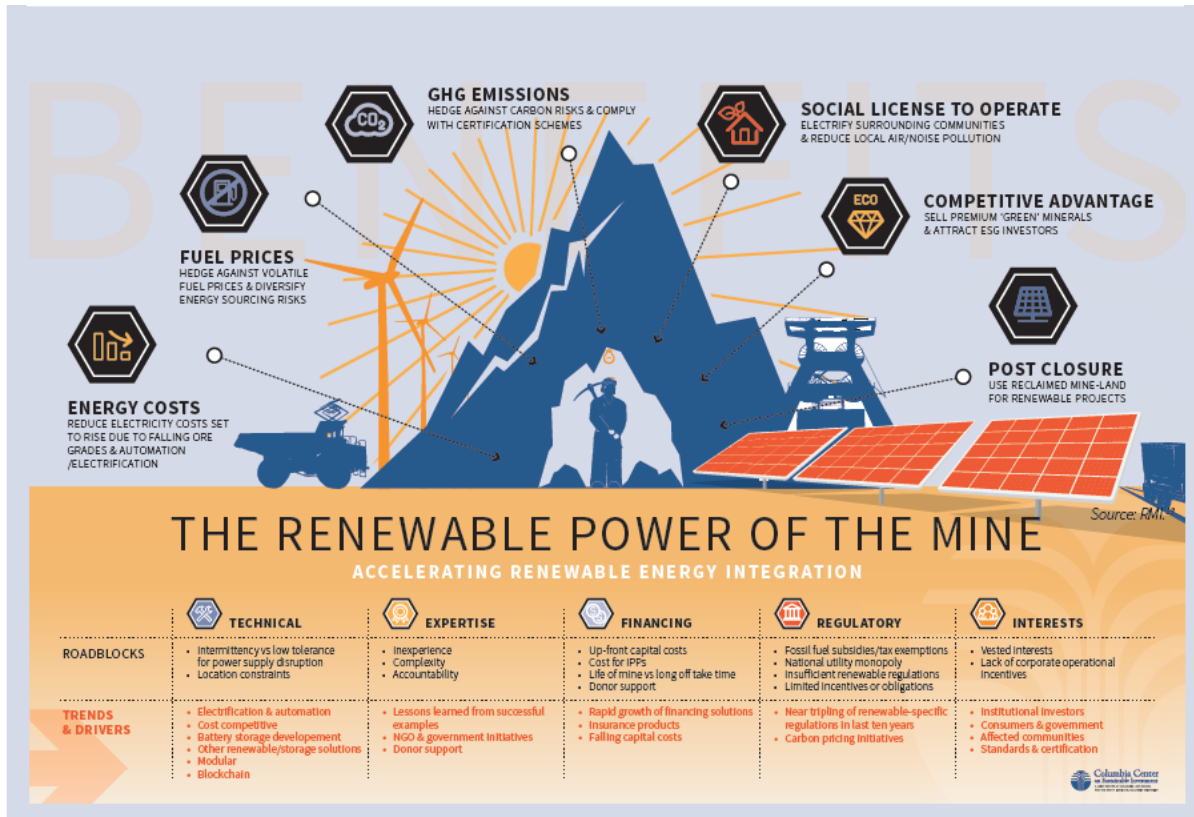 BENEFITS
GHG EMISSIONS
HEDGE AGAINST CARBON RISKS & COMPLY
WITH CERTIFICATION SCHEMES
CO2
SOCIAL LICENSE TO OPERATE
ELECTRIFY SURROUNDING COMMUNITIES
& REDUCE LOCAL AIR/NOISE POLLUTION
FUEL PRICES
HEDGE AGAINST VOLATILE
FUEL PRICES & DIVERSIFY
ENERGY SOURCING RISKS
ECO
COMPETITIVE ADVANTAGE
SELL PREMIUM 'GREEN' MINERALS
& ATTRACT ESG INVESTORS
ENERGY COSTS
REDUCE ELECTRICITY COSTS SET
TO RISE DUE TO FALLING ORE
GRADES & AUTOMATION
/ELECTRIFICATION
POST CLOSURE
USE RECLAIMED MINE-LAND
FOR RENEWABLE PROJECTS
Source: RMI.
THE RENEWABLE POWER OF THE MINE
ACCELERATING RENEWABLE ENERGY INTEGRATION
TECHNICAL
EXPERTISE
FINANCING
REGULATORY
INTERESTS
ROADBLOCKS
• Intermittency vs low tolerance
for power supply disruption
• Location constraints
• Inexperience
• Complexity
• Accountability
• Up-front capital costs
• Cost for IPPs
• Life of mine vs long off take time
• Donor support
• Fossil fuel subsidies/tax exemptions
• National utility monopoly
• Insufficient renewable regulations
• Limited incentives or obligations
• Vested interests
• Lack of corporate operational
incentives
TRENDS
& DRIVERS
• Electrification & automation
• Cost competitive
• Battery storage developement
• Other renewable/storage solutions
• Modular
• Blockchain
• Lessons learned from successful
examples
• NGO & government initiatives
• Donor support
• Rapid growth of financing solutions
• Insurance products
• Falling capital costs
• Near tripling of renewable-specific
regulations in last ten years
• Carbon pricing initiatives
• Institutional investors
• Consumers & government
• Affected communities
• Standards & certification
Columbia Center
on Sustainable Investment